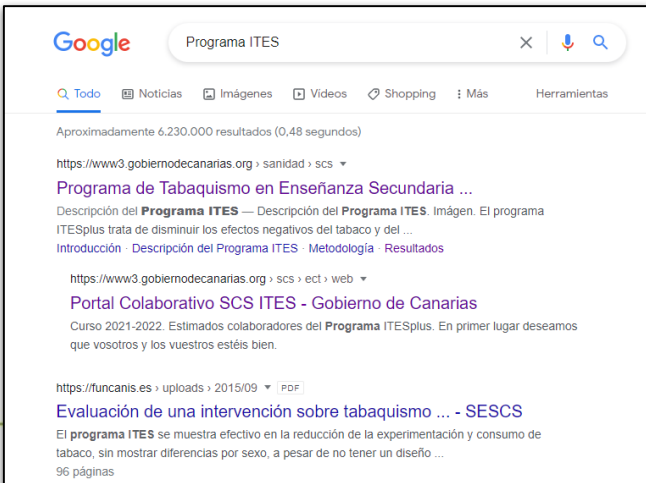 Google
Programa ITES
Todo Noticias Imágenes Vídeos Shopping Más Herramientas
Aproximadamente 6.230.000 resultados (0,48 segundos)
https://www3.gobiernodecanarias.org › sanidad › scs
Programa de Tabaquismo en Enseñanza Secundaria ...
Descripción del Programa ITES — Descripción del Programa ITES. Imágen. El programa
ITESplus trata de disminuir los efectos negativos del tabaco y del ...
Introducción · Descripción del Programa ITES · Metodología · Resultados
https://www3.gobiernodecanarias.org › scs › ect › web
Portal Colaborativo SCS ITES - Gobierno de Canarias
Curso 2021-2022. Estimados colaboradores del Programa ITESplus. En primer lugar deseamos
que vosotros y los vuestros estéis bien.
https://funcanis.es › uploads › 2015/09 PDF
Evaluación de una intervención sobre tabaquismo ... - SESCS
El programa ITES se muestra efectivo en la reducción de la experimentación y consumo de
tabaco, sin mostrar diferencias por sexo, a pesar de no tener un diseño ...
96 páginas